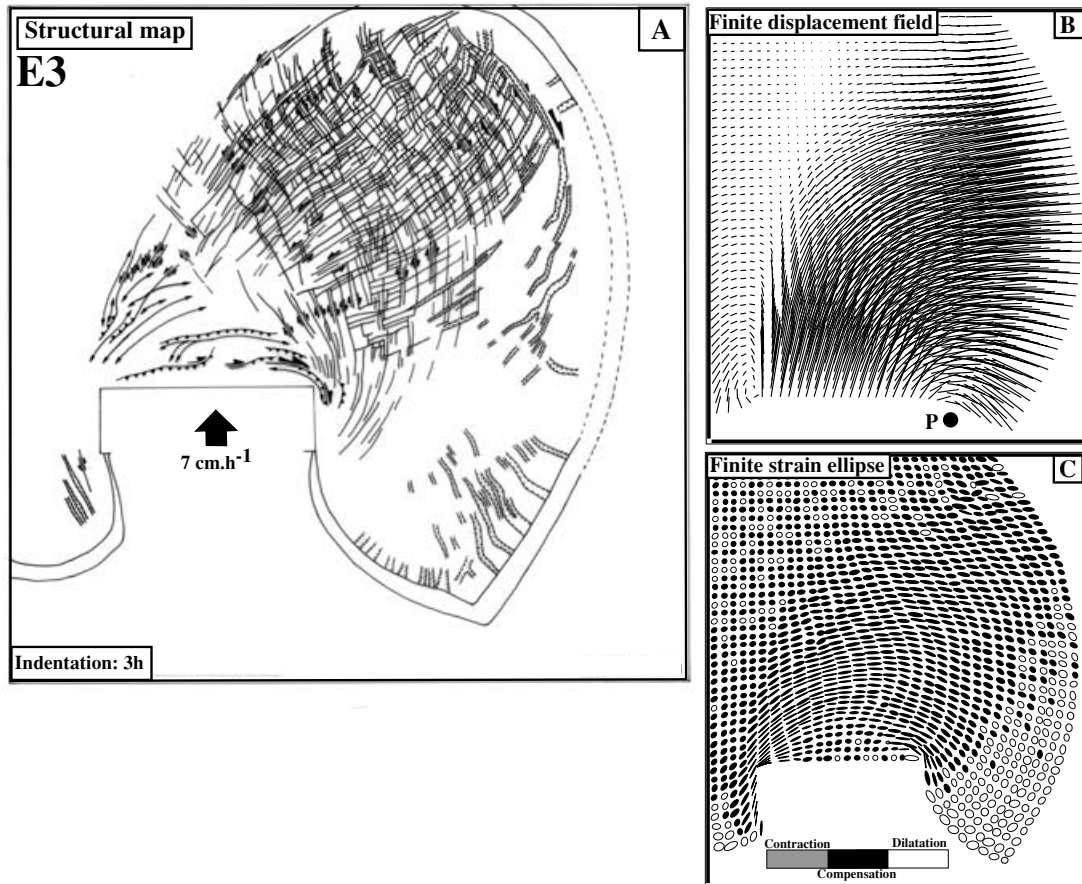 Structural map
A
E3
7 cm.h-1
Indentation: 3h
Finite displacement field
B
P
Finite strain ellipse
C
Contraction
Dilatation
Compensation